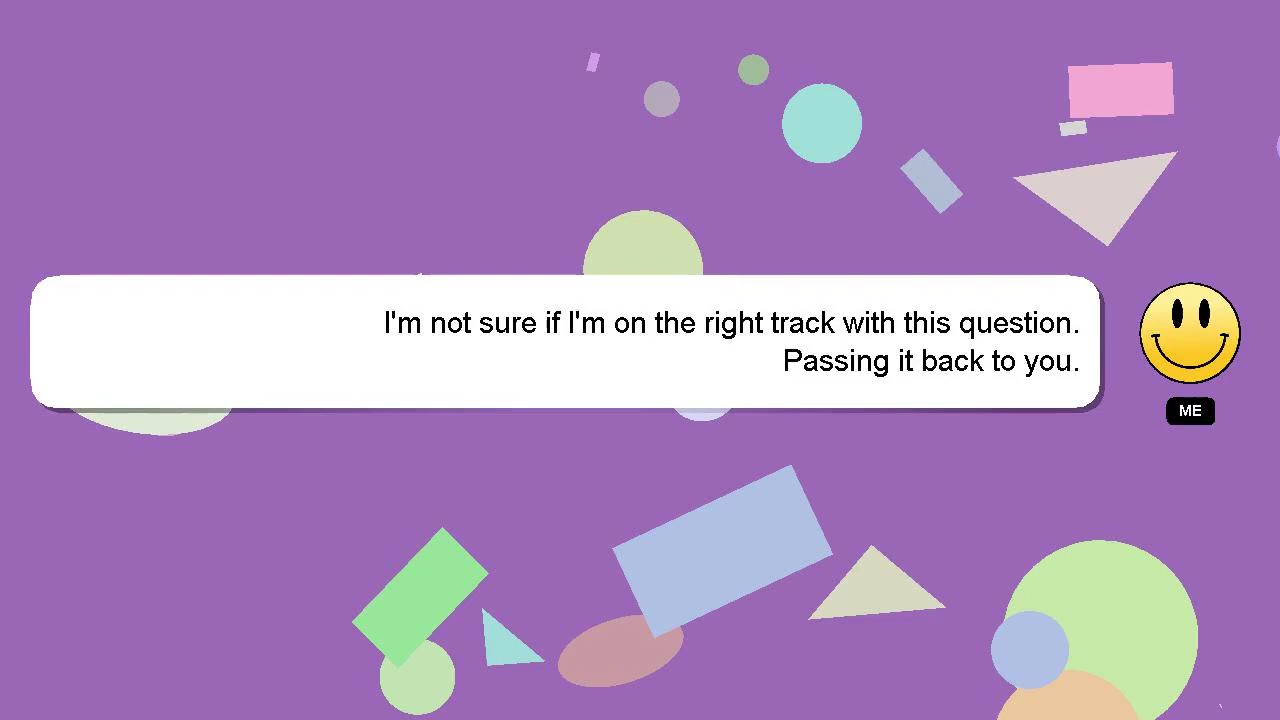 I'm not sure if I'm on the right track with this question.
Passing it back to you.
ME